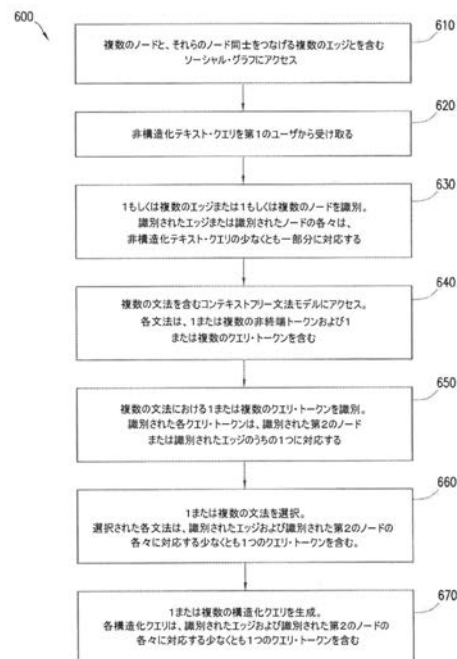 600
610
複数のノードと、それらのノード同士をつなげる複数のエッジとを含む
ソーシャル・グラフにアクセス
620
非構造化テキスト・クエリを第1のユーザから受け取る
630
1もしくは複数のエッジまたは1もしくは複数のノードを識別。
識別されたエッジまたは識別されたノードの各々は、
非構造化テキスト・クエリの少なくとも一部分に対応する
640
複数の文法を含むコンテキストフリー文法モデルにアクセス。
各文法は、1または複数の非終端トークンおよび1
または複数のクエリ・トークンを含む
650
複数の文法における1または複数のクエリ・トークンを識別。
識別された各クエリ・トークンは、識別された第2のノード
または識別されたエッジのうちの1つに対応する
660
1または複数の文法を選択。
選択された各文法は、識別されたエッジおよび識別された第2のノードの
各々に対応する少なくとも1つのクエリ・トークンを含む。
670
1または複数の構造化クエリを生成。
各構造化クエリは、識別されたエッジおよび識別された第2のノードの
各々に対応する少なくとも1つのクエリ・トークンを含む